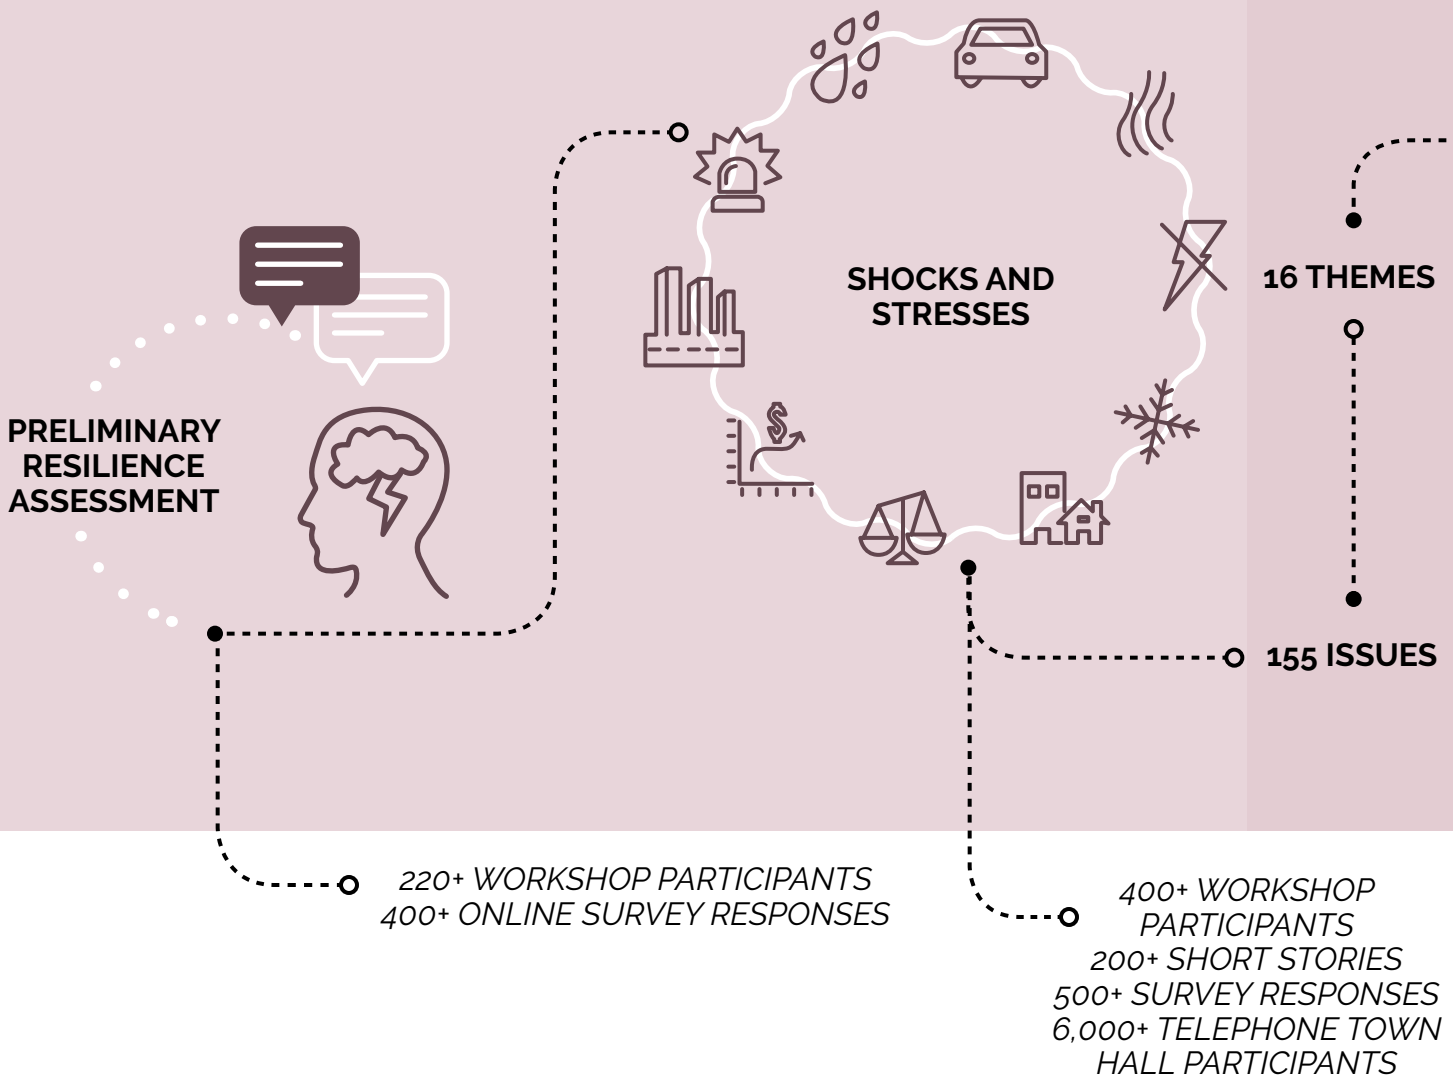 PRELIMINARY
RESILIENCE
ASSESSMENT
220+ WORKSHOP PARTICIPANTS
400+ ONLINE SURVEY RESPONSES
SHOCKS AND
STRESSES
400+ WORKSHOP
PARTICIPANTS
200+ SHORT STORIES
500+ SURVEY RESPONSES
6,000+ TELEPHONE TOWN
HALL PARTICIPANTS
155 ISSUES
16 THEMES